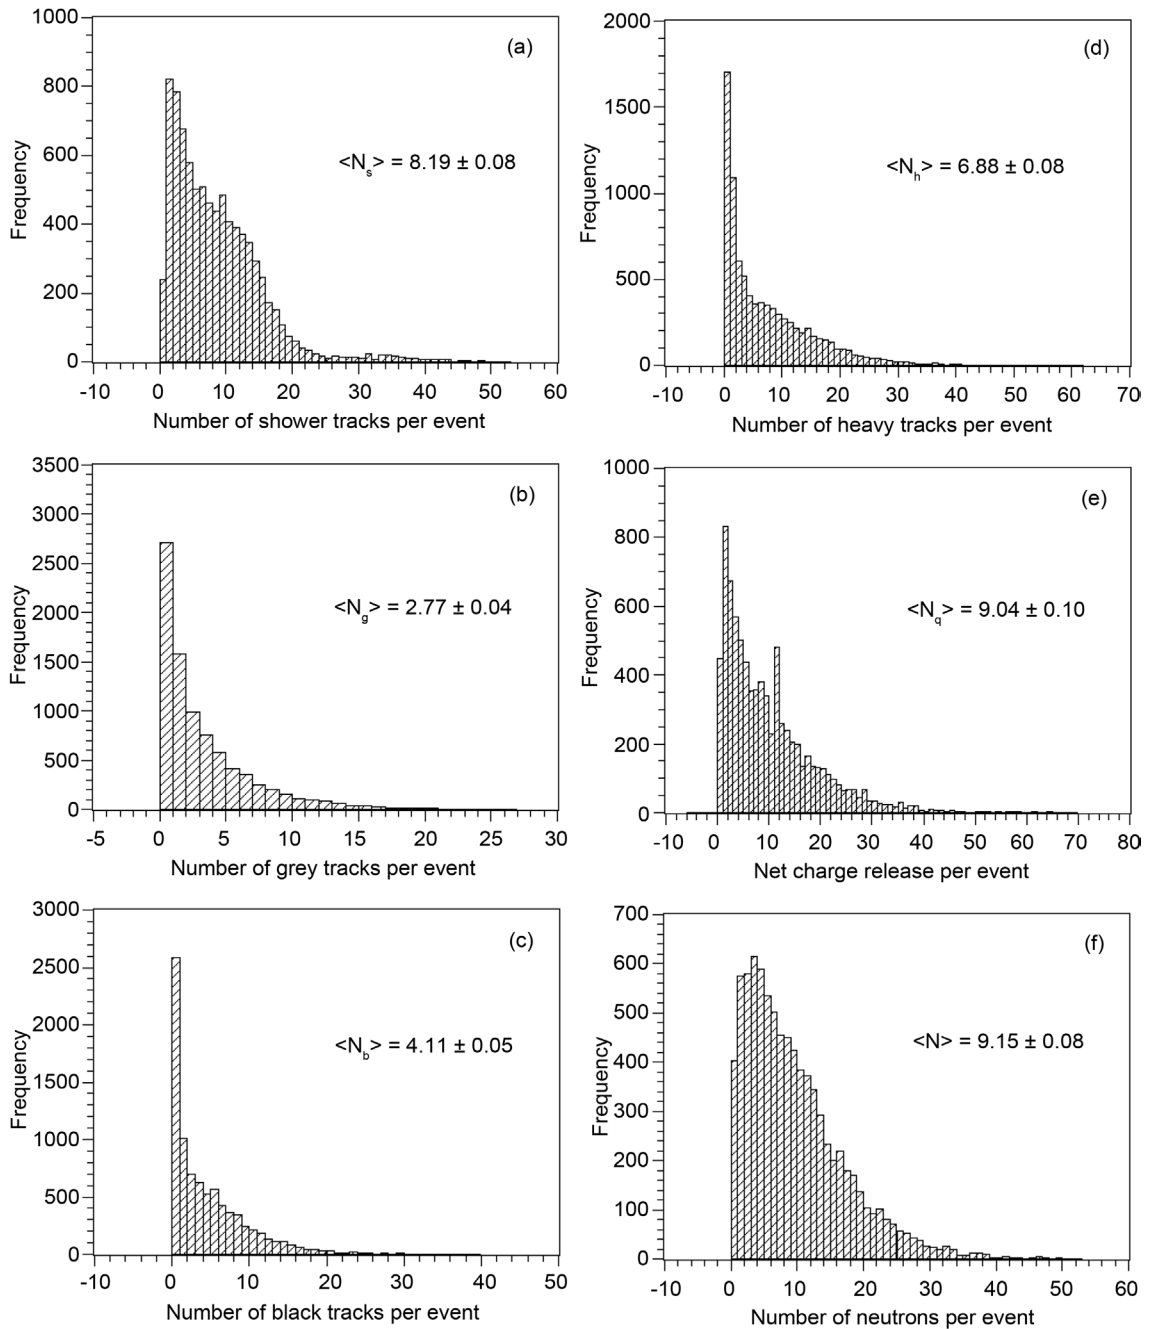 1000
800
600
400
200
0
-10 0 10 20 30 40 50 60
Frequency
(a)
<Ns> = 8.19 ± 0.08
Number of shower tracks per event
2000
1500
1000
500
0
-10 0 10 20 30 40 50 60 70
Frequency
(d)
<Nh> = 6.88 ± 0.08
Number of heavy tracks per event
3500
3000
2500
2000
1500
1000
500
0
-5 0 5 10 15 20 25 30
Frequency
(b)
<Ng> = 2.77 ± 0.04
Number of grey tracks per event
1000
800
600
400
200
0
-10 0 10 20 30 40 50 60 70 80
Frequency
(e)
<Nq> = 9.04 ± 0.10
Net charge release per event
3000
2500
2000
1500
1000
500
0
-10 0 10 20 30 40 50
Frequency
(c)
<Nb> = 4.11 ± 0.05
Number of black tracks per event
700
600
500
400
300
200
100
0
-10 0 10 20 30 40 50 60
Frequency
(f)
<N> = 9.15 ± 0.08
Number of neutrons per event